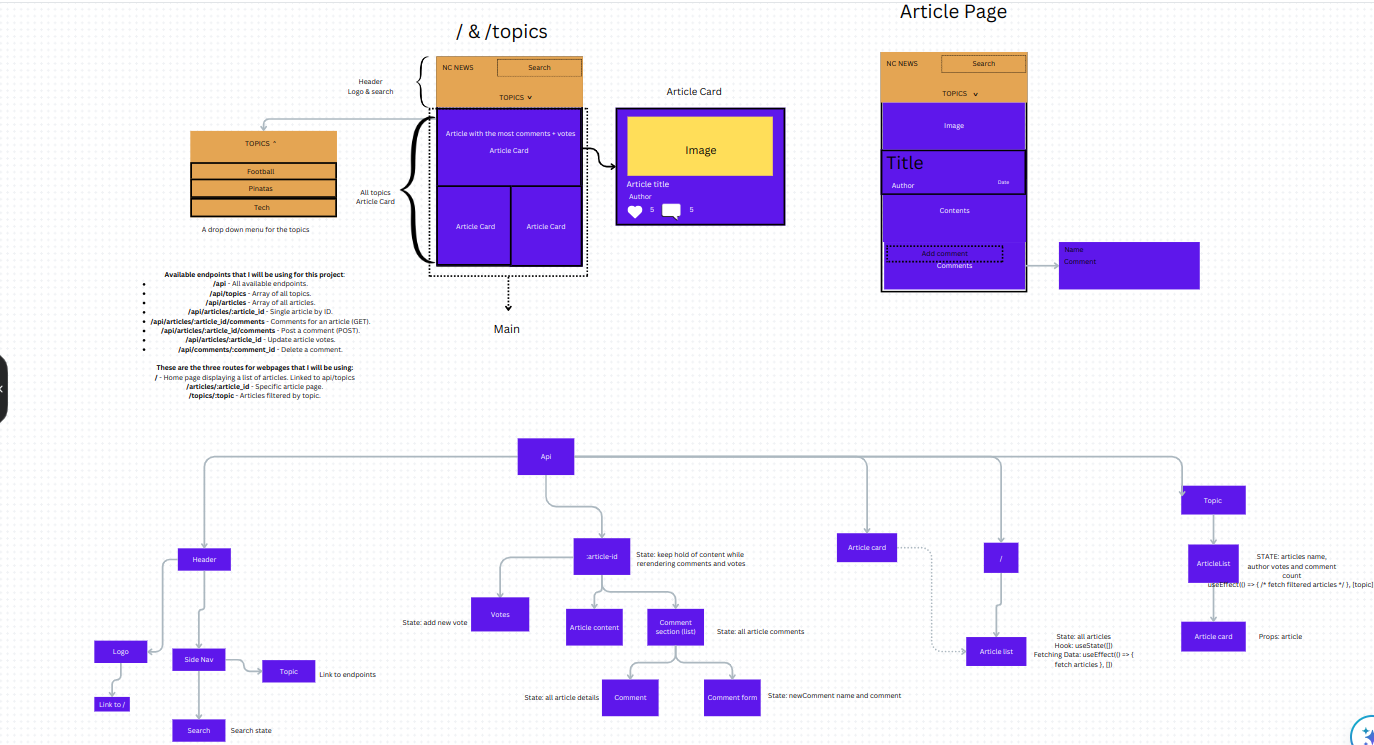 Article Page
/ & /topics
NC NEWS
Search
TOPICS
Header
Logo & search
Article Card
NC NEWS
Search
TOPICS
TOPICS
Football
Pinatas
Tech
A drop down menu for the topics
All topics
Article Card
Article with the most comments + votes
Article Card
Article Card
Article Card
Main
Image
Article title
Author
5
5
Image
Title
Author
Date
Contents
Add comment
Comments
Name
Comment
Available endpoints that I will be using for this project:
/api - All available endpoints.
/api/topics - Array of all topics.
/api/articles - Array of all articles.
/api/articles/:article_id - Single article by ID.
/api/articles/:article_id/comments - Comments for an article (GET).
/api/articles/:article_id/comments - Post a comment (POST).
/api/articles/:article_id - Update article votes.
/api/comments/:comment_id - Delete a comment.
These are the three routes for webpages that I will be using:
/ - Home page displaying a list of articles. Linked to api/topics
/articles/:article_id - Specific article page.
/topics/:topic - Articles filtered by topic.
Api
Header
Logo
Link to /
Side Nav
Topic
Link to endpoints
Search
Search state
:article-id
State: keep hold of content while
rerendering comments and votes
Votes
State: add new vote
Article content
Comment
section (list)
State: all article comments
Comment
State: all article details
Comment form
State: newComment name and comment
Article card
/
Article list
State: all articles
Hook: useState([])
Fetching Data: useEffect(() => {
fetch articles }, [])
Topic
ArticleList
STATE: articles name,
author votes and comment
count
useEffect(() => { /* fetch filtered articles */ }, [topic]
Article card
Props: article